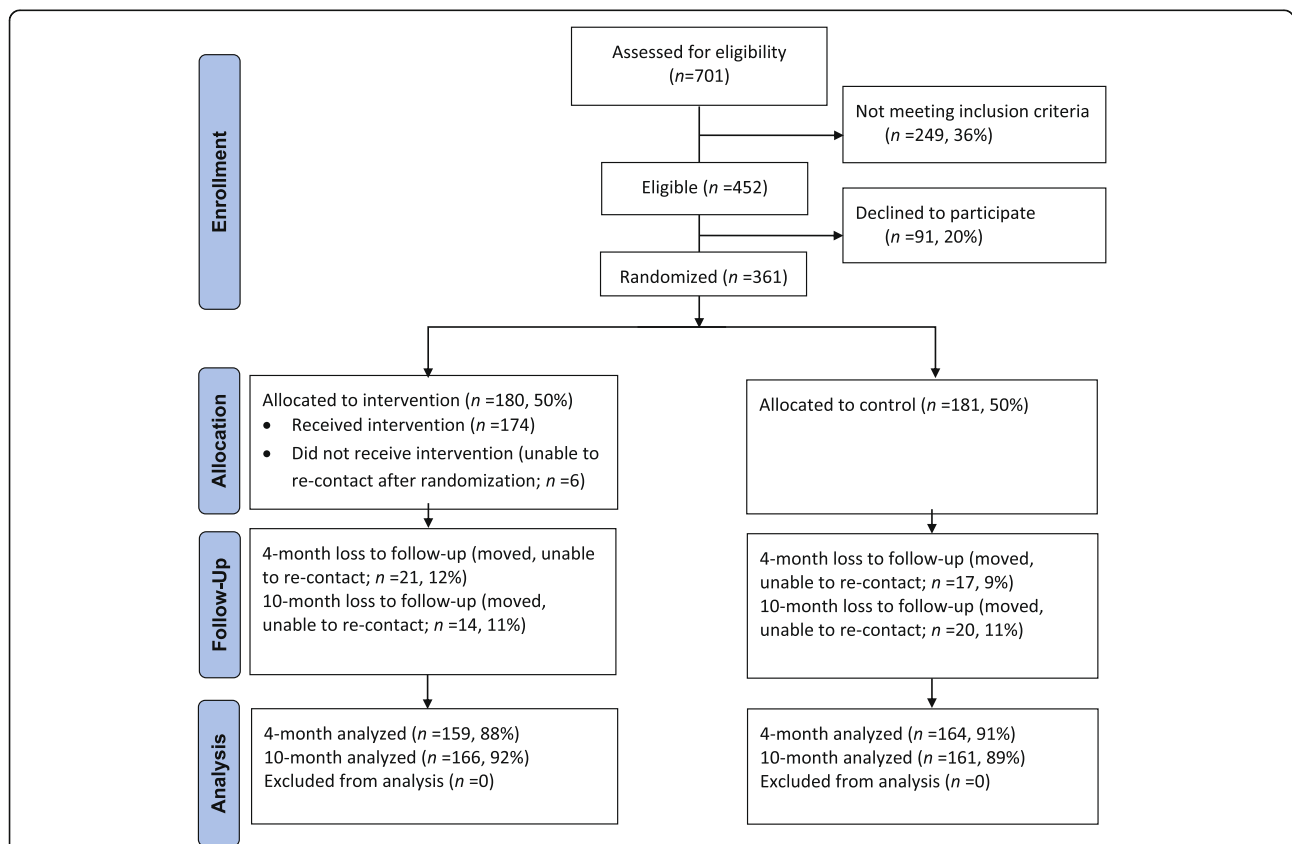 Enrollment
Assessed for eligibility
(n=701)
Not meeting inclusion criteria
(n =249, 36%)
Eligible (n =452)
Declined to participate
(n =91, 20%)
Randomized (n =361)
Allocation
Allocated to intervention (n =180, 50%)
• Received intervention (n =174)
• Did not receive intervention (unable to
re-contact after randomization; n =6)
Allocated to control (n =181, 50%)
Follow-Up
4-month loss to follow-up (moved, unable
to re-contact; n =21, 12%)
10-month loss to follow-up (moved,
unable to re-contact; n =14, 11%)
4-month loss to follow-up (moved,
unable to re-contact; n =17, 9%)
10-month loss to follow-up (moved,
unable to re-contact; n =20, 11%)
Analysis
4-month analyzed (n =159, 88%)
10-month analyzed (n =166, 92%)
Excluded from analysis (n =0)
4-month analyzed (n =164, 91%)
10-month analyzed (n =161, 89%)
Excluded from analysis (n =0)